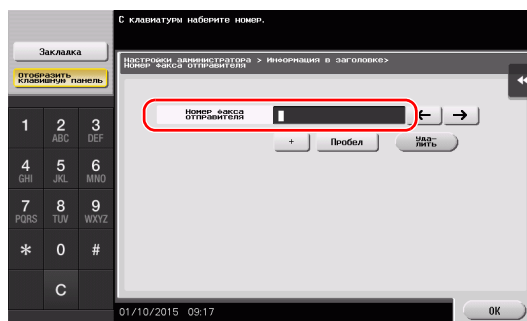 С клавиатуры наберите номер.
Закладка
Отобразить
клавишную панель
Настройки администратора > Информация в заголовке>
Номер факса отправителя
Номер факса
отправителя
← →
+ Пробел Уда-
лить
1 2 3
ABC DEF
4 5 6
GHI JKL MNO
7 8 9
PQRS TUV WXYZ
* 0 #
C
01/10/2015 09:17
OK